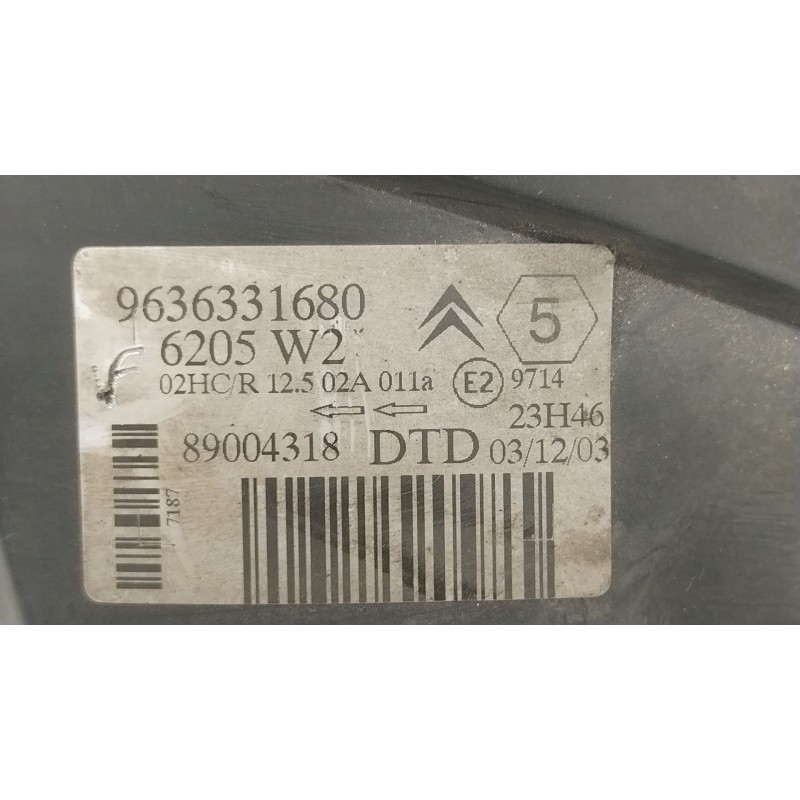 9636331680
5
6205 W2
F
02HC/R 12.5 02A 011a E2 9714
23H46
89004318 DTD 03/12/03
7187